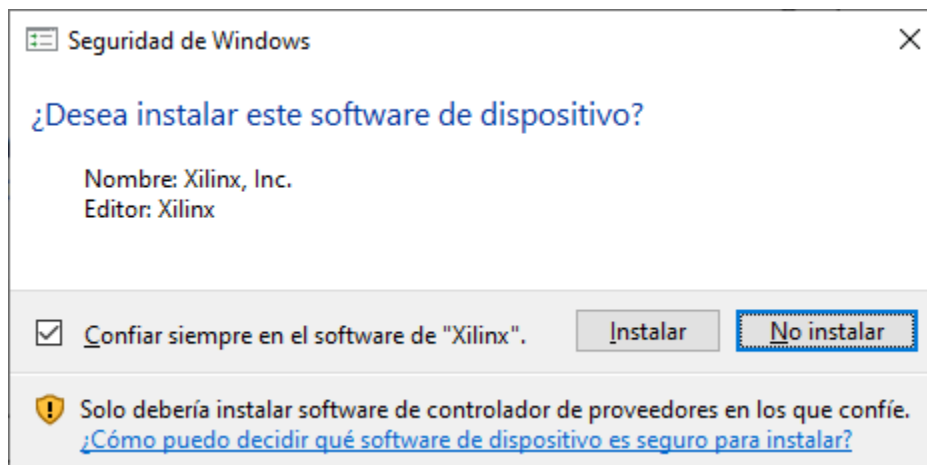 Seguridad de Windows
¿Desea instalar este software de dispositivo?
Nombre: Xilinx, Inc.
Editor: Xilinx
Confiar siempre en el software de "Xilinx".
Instalar
No instalar
Solo debería instalar software de controlador de proveedores en los que confíe.
¿Cómo puedo decidir qué software de dispositivo es seguro para instalar?